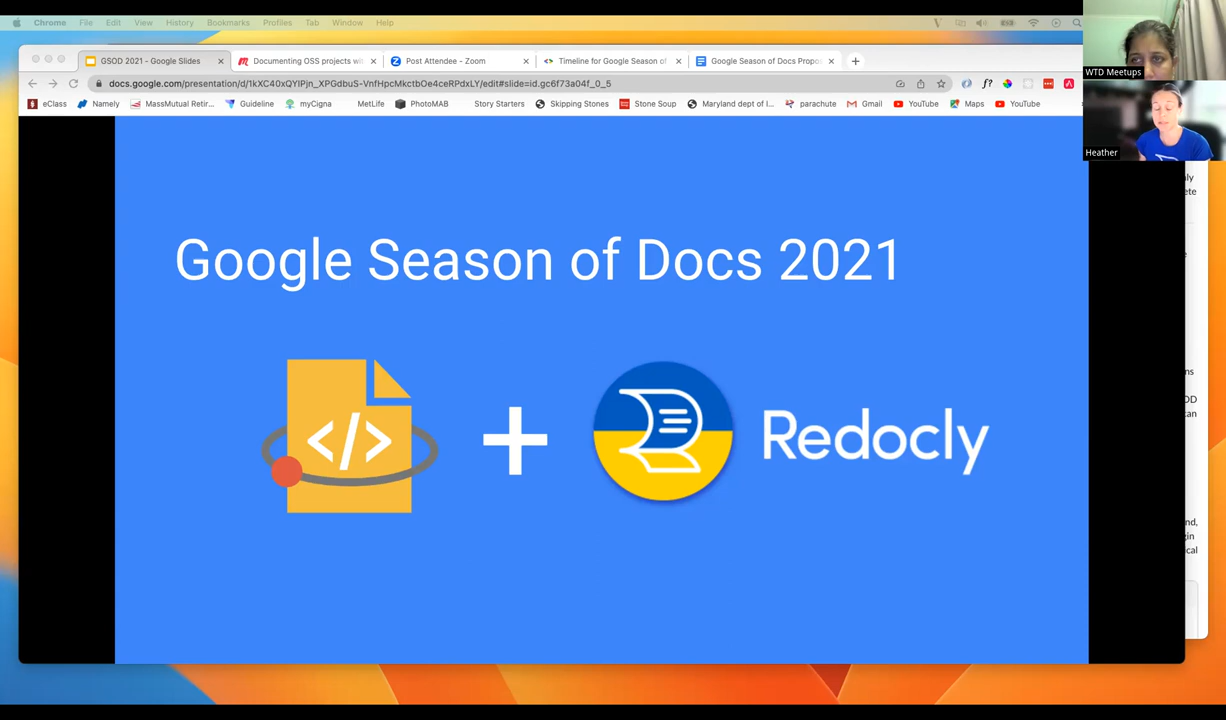 Chrome File Edit View History Bookmarks Profiles Tab Window Help
GSOD 2021 - Google Slides
Documenting OSS projects wi
Post Attendee - Zoom
Timeline for Google Season of
Google Season of Docs Propo
docs.google.com/presentation/d/1kXC40xQYlPjn_XPGdbuS-VnfHpcMkctbOe4ceRPdxLY/edit#slide=id.gc6f73a04f_0_5
eClass Namely MassMutual Retir... Guideline myCigna MetLife PhotoMAB Story Starters Skipping Stones Stone Soup Maryland dept of l... parachute Gmail YouTube Maps YouTube
WTD Meetups
Heather
Google Season of Docs 2021
</>
+
Redocly